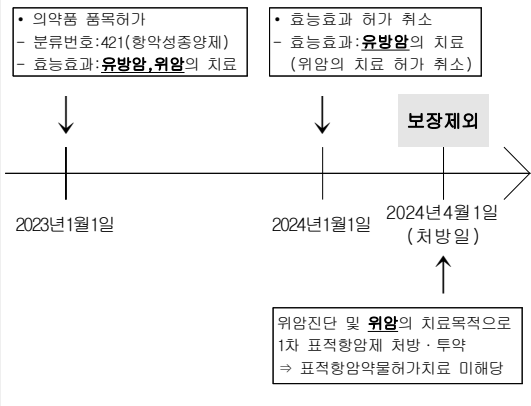 • 의약품 품목허가
- 분류번호:421(항악성종양제)
- 효능효과:유방암,위암의 치료
• 효능효과 허가 취소
- 효능효과:유방암의 치료
(위암의 치료 허가 취소)
보장제외
2023년1월1일
2024년1월1일
2024년4월1일
(처방일)
위암진단 및 위암의 치료목적으로
1차 표적항암제 처방·투약
⇒ 표적항암약물허가치료 미해당